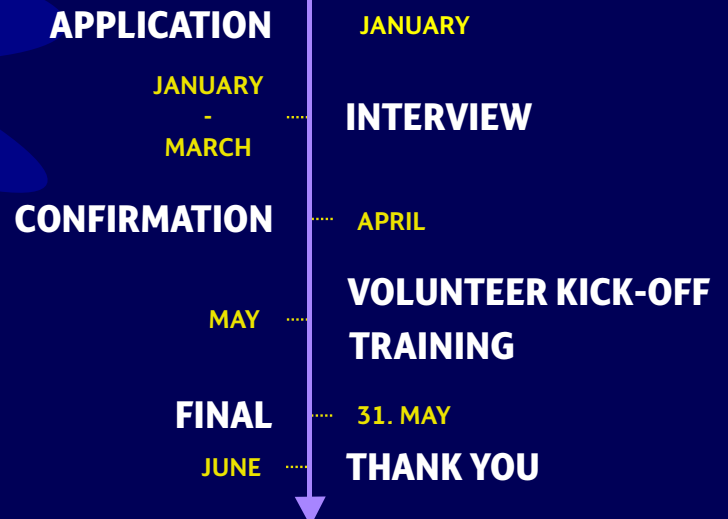 APPLICATION JANUARY
JANUARY
-
MARCH
INTERVIEW
CONFIRMATION APRIL
MAY
VOLUNTEER KICK-OFF
TRAINING
FINAL 31. MAY
JUNE THANK YOU